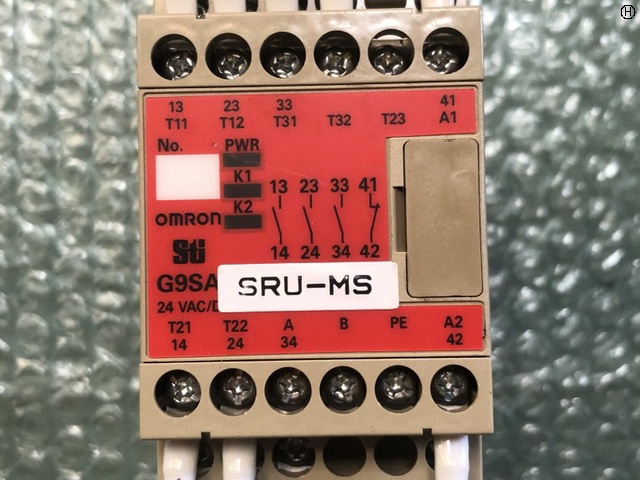 H
13 23 33 41
T11 T12 T31 T32 T23 A1
No. PWR
K1
K2
13 23 33 41
OMRON
14 24 34 42
Sti
G9SA
SRU-MS
24 VAC/D
T21 T22 A B PE A2
14 24 34 42